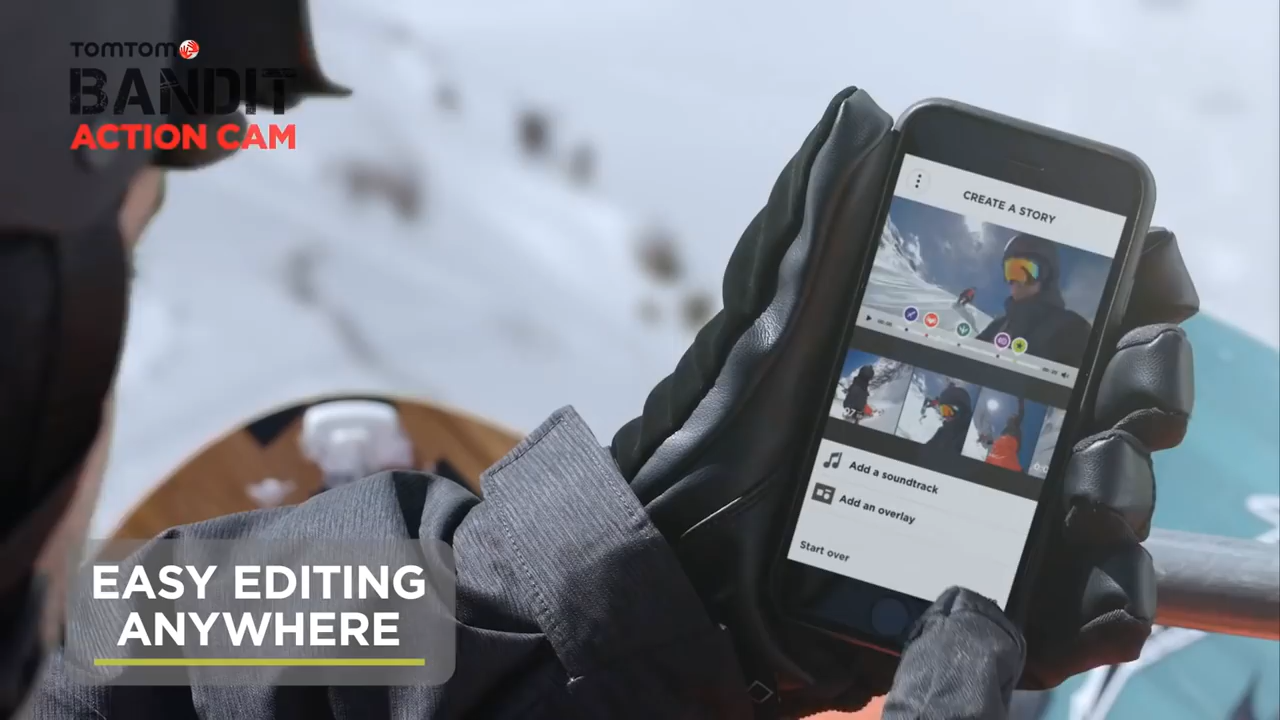 TOMTOM
BANDIT
ACTION CAM
CREATE A STORY
Add a soundtrack
Add an overlay
Start over
EASY EDITING
ANYWHERE